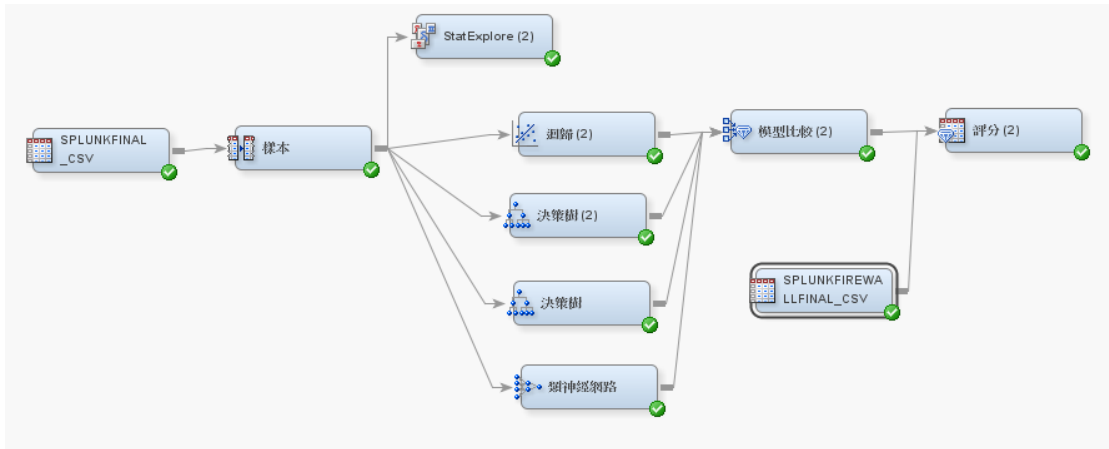 StatExplore (2)
SPLUNKFINAL
_CSV
樣本
迴歸 (2)
模型比較 (2)
評分 (2)
決策樹 (2)
決策樹
SPLUNKFIREWA
LLFINAL_CSV
類神經網路